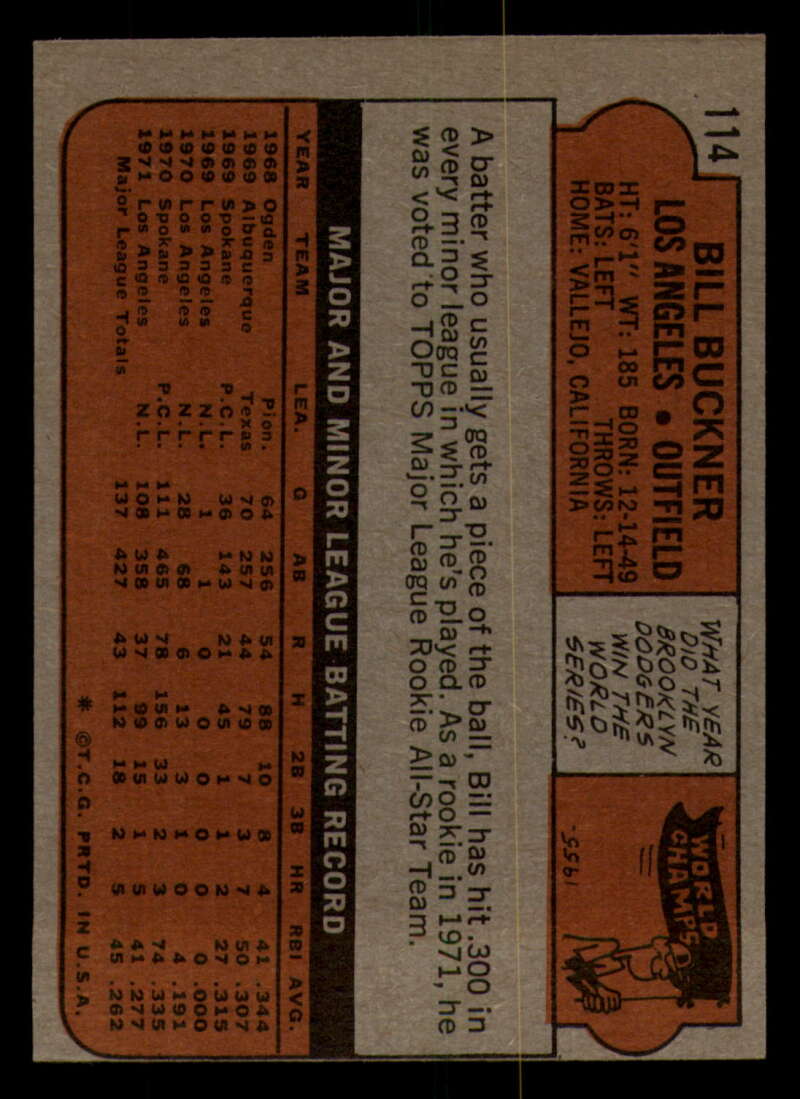 114
BILL BUCKNER
LOS ANGELES • OUTFIELD
HT: 6'1" WT: 185 BORN: 12-14-49
BATS: LEFT THROWS: LEFT
HOME: VALLEJO, CALIFORNIA
WHAT YEAR
DID THE
BROOKLYN
DODGERS
WIN THE
WORLD
SERIES?
WORLD
CHAMPS
1955.
A batter who usually gets a piece of the ball, Bill has hit .300 in
every minor league in which he's played. As a rookie in 1971, he
was voted to TOPPS Major League Rookie All-Star Team.
MAJOR AND MINOR LEAGUE BATTING RECORD
YEAR TEAM LEA. G AB R H 2B 3B HR RBI AVG.
1968 Ogden Pion. 64 256 54 88 10 8 4 41 .344
1969 Albuquerque Texas 70 257 44 79 7 3 7 50 .307
1969 Spokane P.C.L. 36 143 21 45 1 1 2 27 .315
1969 Los Angeles N.L. 1 1 0 0 0 0 0 0 .000
1970 Los Angeles N.L. 28 68 6 13 3 1 0 4 .191
1970 Spokane P.C.L. 111 465 78 156 33 2 3 74 .335
1971 Los Angeles N.L. 108 358 37 99 15 1 5 41 .277
Major League Totals 137 427 43 112 18 2 5 45 .262
* ©T.C.G. PRTD. IN U.S.A.